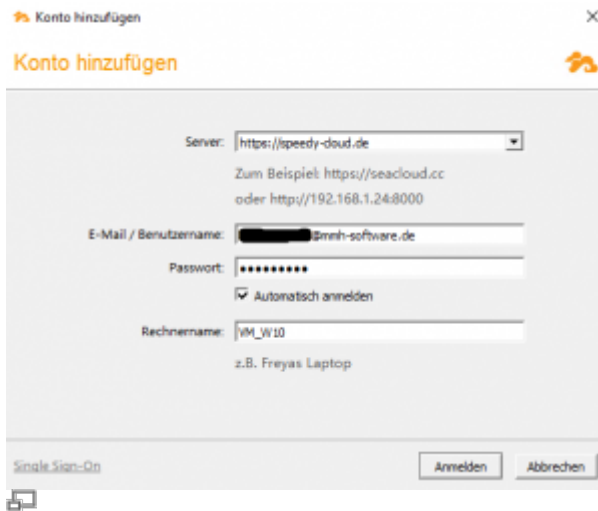 Konto hinzufügen
Konto hinzufügen
Server: https://speedy-cloud.de
Zum Beispiel: https://seacloud.cc
oder http://192.168.1.24:8000
E-Mail / Benutzername: @mmh-software.de
Passwort: •••••••••
Automatisch anmelden
Rechnername: VM_W10
z.B. Freyas Laptop
Single Sign-On Anmelden Abbrechen